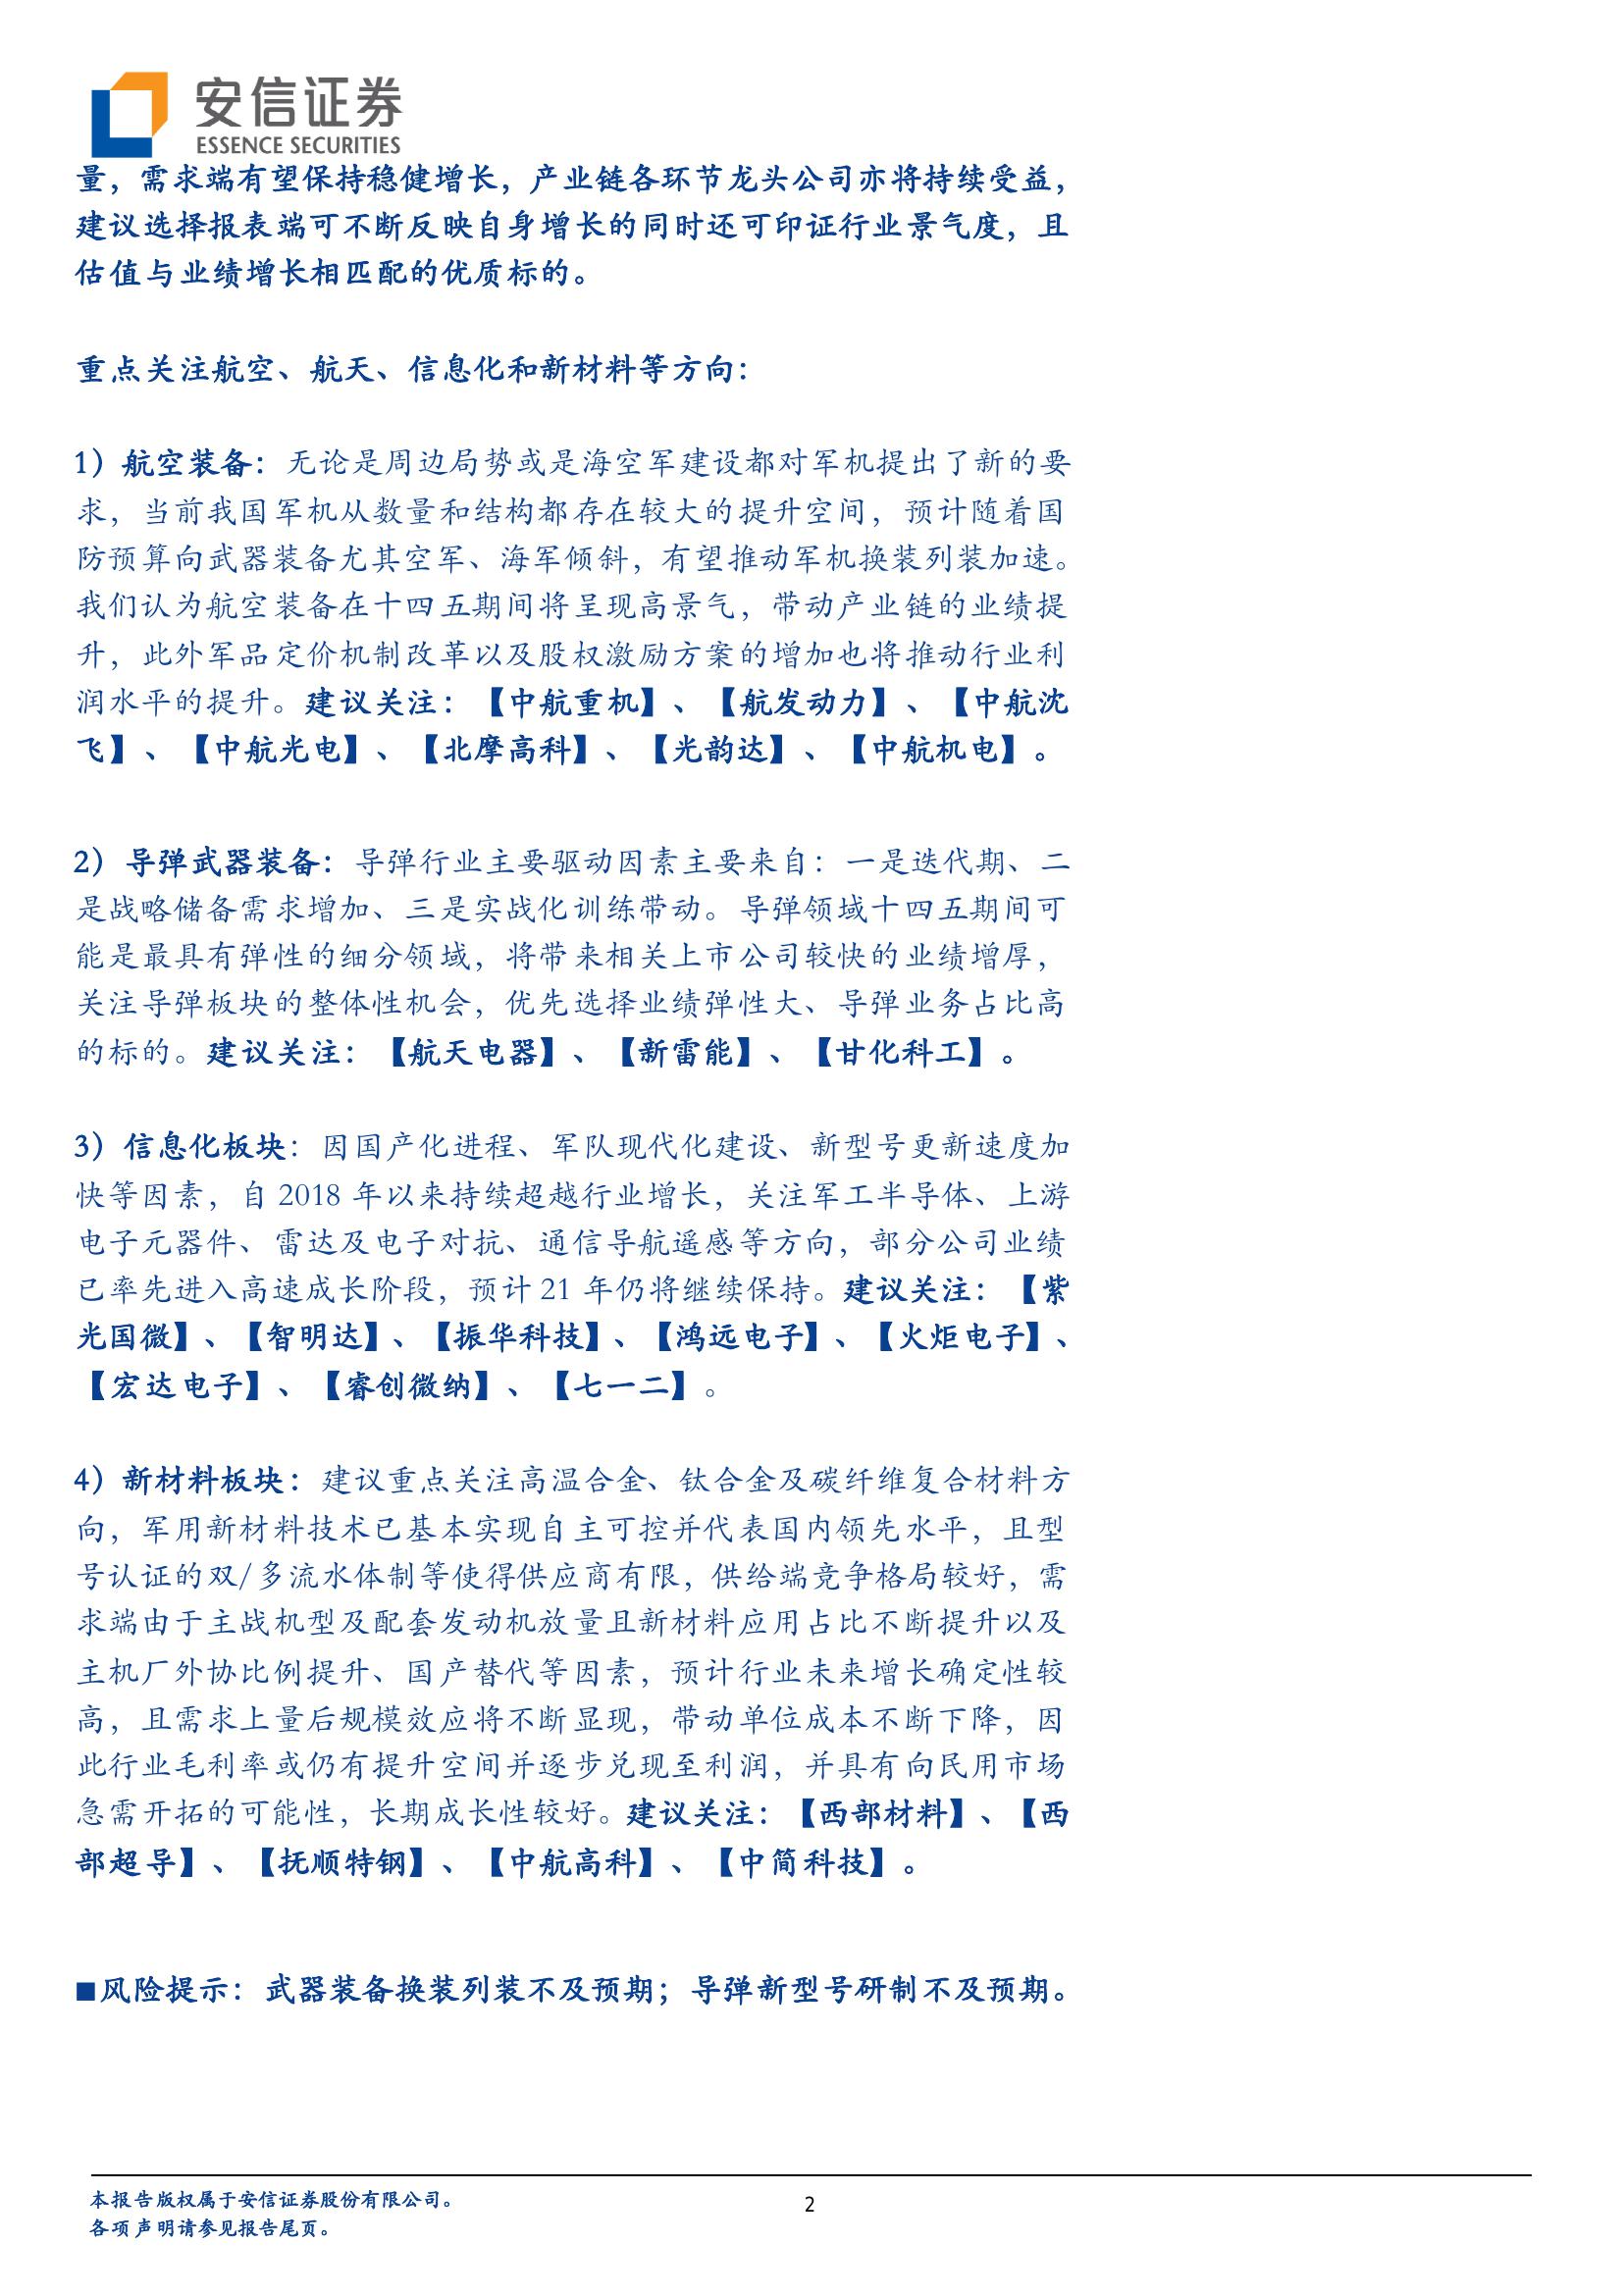 安信证券
ESSENCE SECURITIES
量，需求端有望保持稳健增长，产业链各环节龙头公司亦将持续受益，
建议选择报表端可不断反映自身增长的同时还可印证行业景气度，且
估值与业绩增长相匹配的优质标的。
重点关注航空、航天、信息化和新材料等方向：
1）航空装备：无论是周边局势或是海空军建设都对军机提出了新的要
求，当前我国军机从数量和结构都存在较大的提升空间，预计随着国
防预算向武器装备尤其空军、海军倾斜，有望推动军机换装列装加速。
我们认为航空装备在十四五期间将呈现高景气，带动产业链的业绩提
升，此外军品定价机制改革以及股权激励方案的增加也将推动行业利
润水平的提升。建议关注：【中航重机】、【航发动力】、【中航沈
飞】、【中航光电】、【北摩高科】、【光韵达】、【中航机电】。
2）导弹武器装备：导弹行业主要驱动因素主要来自：一是迭代期、二
是战略储备需求增加、三是实战化训练带动。导弹领域十四五期间可
能是最具有弹性的细分领域，将带来相关上市公司较快的业绩增厚，
关注导弹板块的整体性机会，优先选择业绩弹性大、导弹业务占比高
的标的。建议关注：【航天电器】、【新雷能】、【甘化科工】。
3）信息化板块：因国产化进程、军队现代化建设、新型号更新速度加
快等因素，自 2018 年以来持续超越行业增长，关注军工半导体、上游
电子元器件、雷达及电子对抗、通信导航遥感等方向，部分公司业绩
已率先进入高速成长阶段，预计 21 年仍将继续保持。建议关注：【紫
光国微】、【智明达】、【振华科技】、【鸿远电子】、【火炬电子】、
【宏达电子】、【睿创微纳】、【七一二】。
4）新材料板块：建议重点关注高温合金、钛合金及碳纤维复合材料方
向，军用新材料技术已基本实现自主可控并代表国内领先水平，且型
号认证的双/多流水体制等使得供应商有限，供给端竞争格局较好，需
求端由于主战机型及配套发动机放量且新材料应用占比不断提升以及
主机厂外协比例提升、国产替代等因素，预计行业未来增长确定性较
高，且需求上量后规模效应将不断显现，带动单位成本不断下降，因
此行业毛利率或仍有提升空间并逐步兑现至利润，并具有向民用市场
急需开拓的可能性，长期成长性较好。建议关注：【西部材料】、【西
部超导】、【抚顺特钢】、【中航高科】、【中简科技】。
■风险提示：武器装备换装列装不及预期；导弹新型号研制不及预期。
本报告版权属于安信证券股份有限公司。
各项声明请参见报告尾页。
2